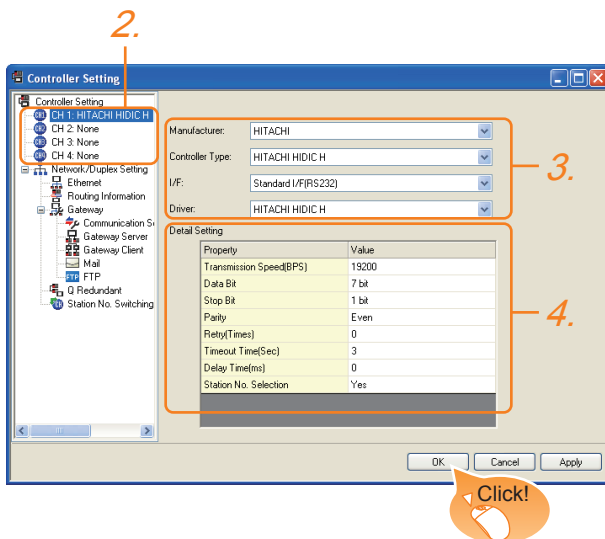 2.
Controller Setting
Controller Setting
CH 1: HITACHI HIDIC H
CH 2: None
CH 3: None
CH 4: None
Network/Duplex Setting
Ethernet
Routing Information
Gateway
Communication S
Gateway Server
Gateway Client
Mail
FTP FTP
Q Redundant
Station No. Switching
Manufacturer: HITACHI
Controller Type: HITACHI HIDIC H
I/F: Standard I/F(RS232)
Driver: HITACHI HIDIC H
3.
Detail Setting
Property Value
Transmission Speed(BPS) 19200
Data Bit 7 bit
Stop Bit 1 bit
Parity Even
Retry(Times) 0
Timeout Time(Sec) 3
Delay Time(ms) 0
Station No. Selection Yes
4.
OK Cancel Apply
Click!